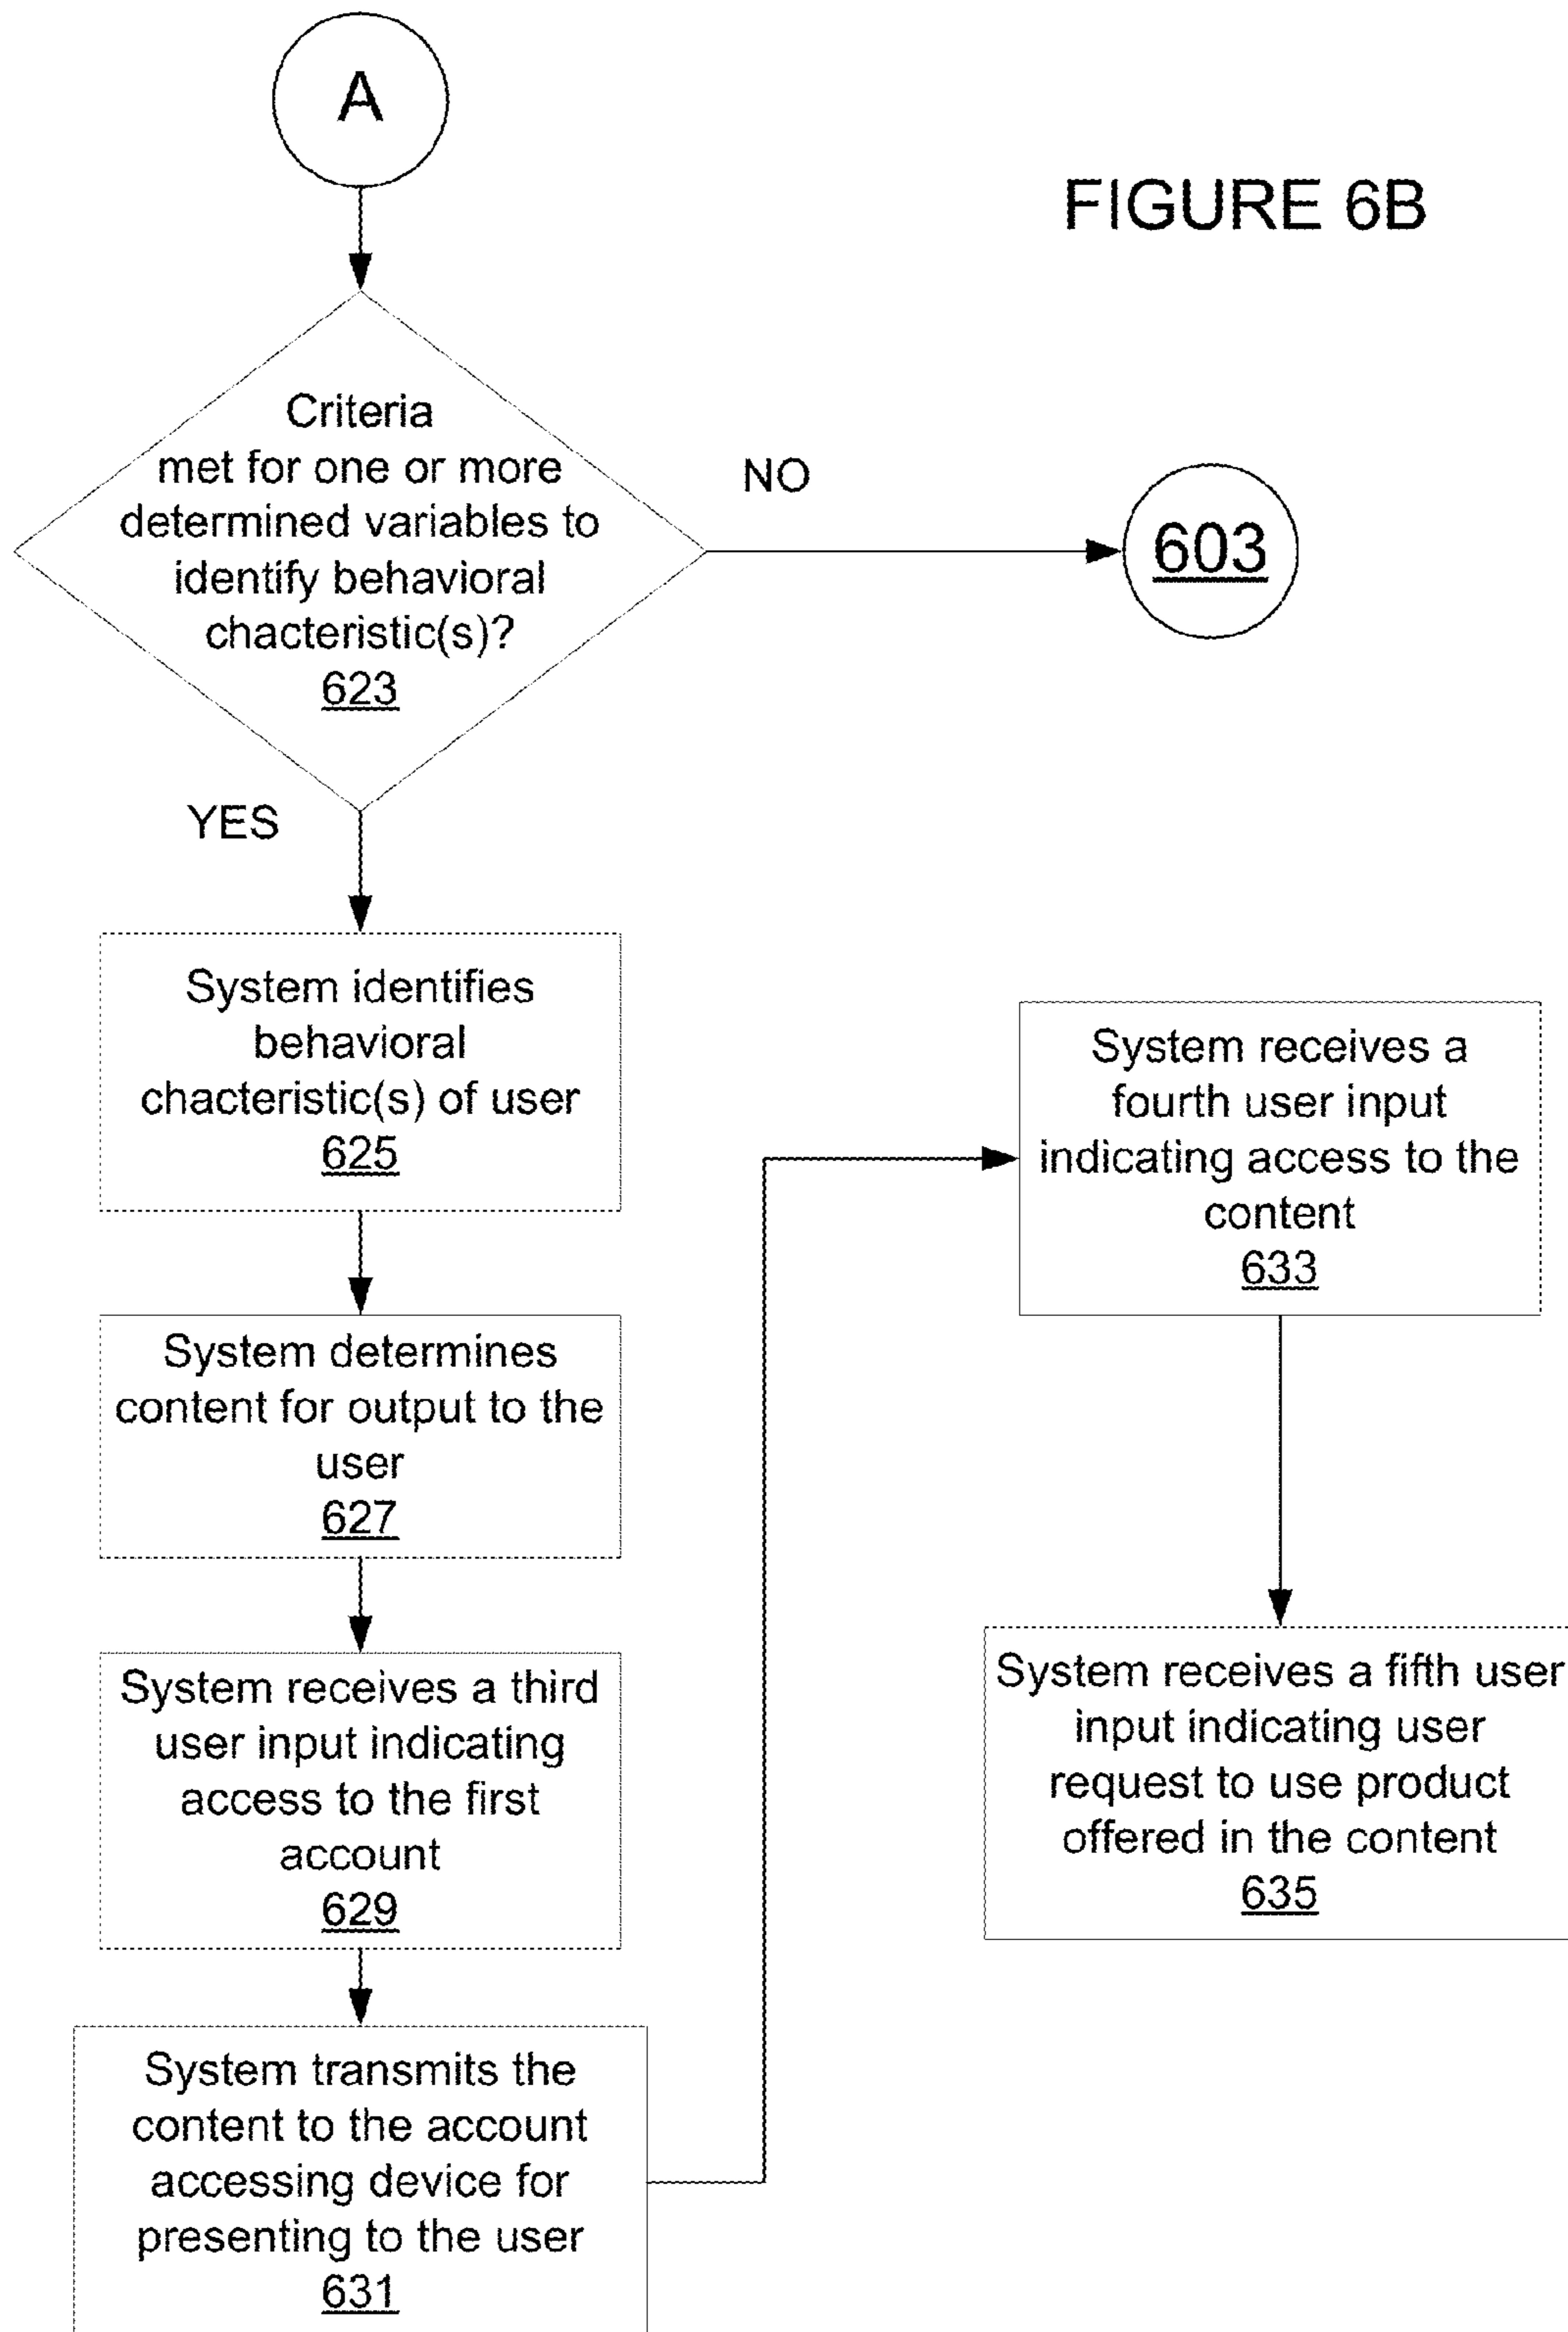 A
FIGURE 6B
Criteria
met for one or more
determined variables to
identify behavioral
chacteristic(s)?
623
NO
603
YES
System identifies
behavioral
chacteristic(s) of user
625
System determines
content for output to the
user
627
System receives a third
user input indicating
access to the first
account
629
System transmits the
content to the account
accessing device for
presenting to the user
631
System receives a
fourth user input
indicating access to the
content
633
System receives a fifth user
input indicating user
request to use product
offered in the content
635